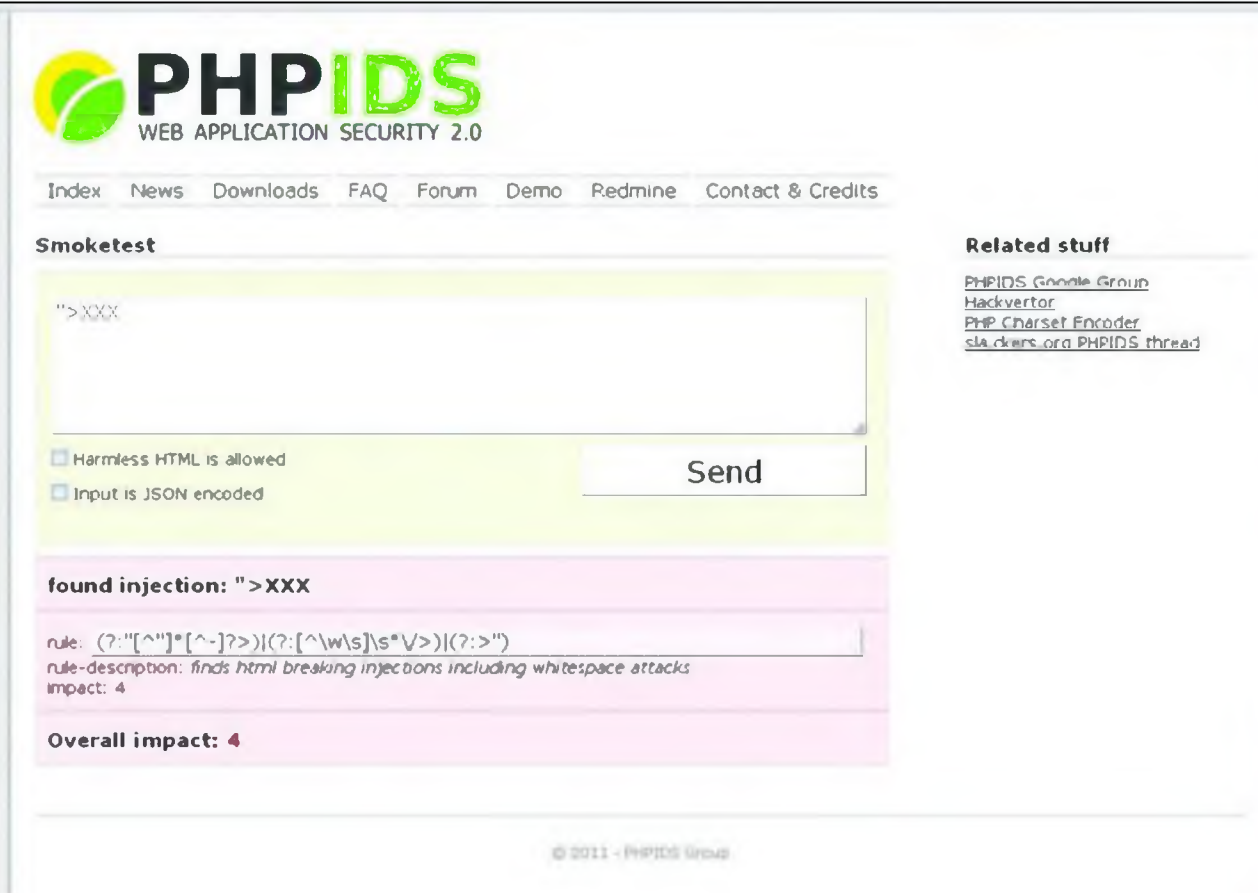 PHPIDS
WEB APPLICATION SECURITY 2.0
Index News Downloads FAQ Forum Demo Redmine Contact & Credits
Smoketest
">XXX
Harmless HTML is allowed
Input is JSON encoded
Send
found injection: ">XXX
rule: (?:"[^"]*[^-]?>)|(?:[^\w\s]\s*\/>)|(?:>")
rule-description: finds html breaking injections including whitespace attacks
impact: 4
Overall impact: 4
Related stuff
PHPIDS Google Group
Hackvertor
PHP Charset Encoder
sla.ckers.org PHPIDS thread
© 2011 - PHPIDS Group